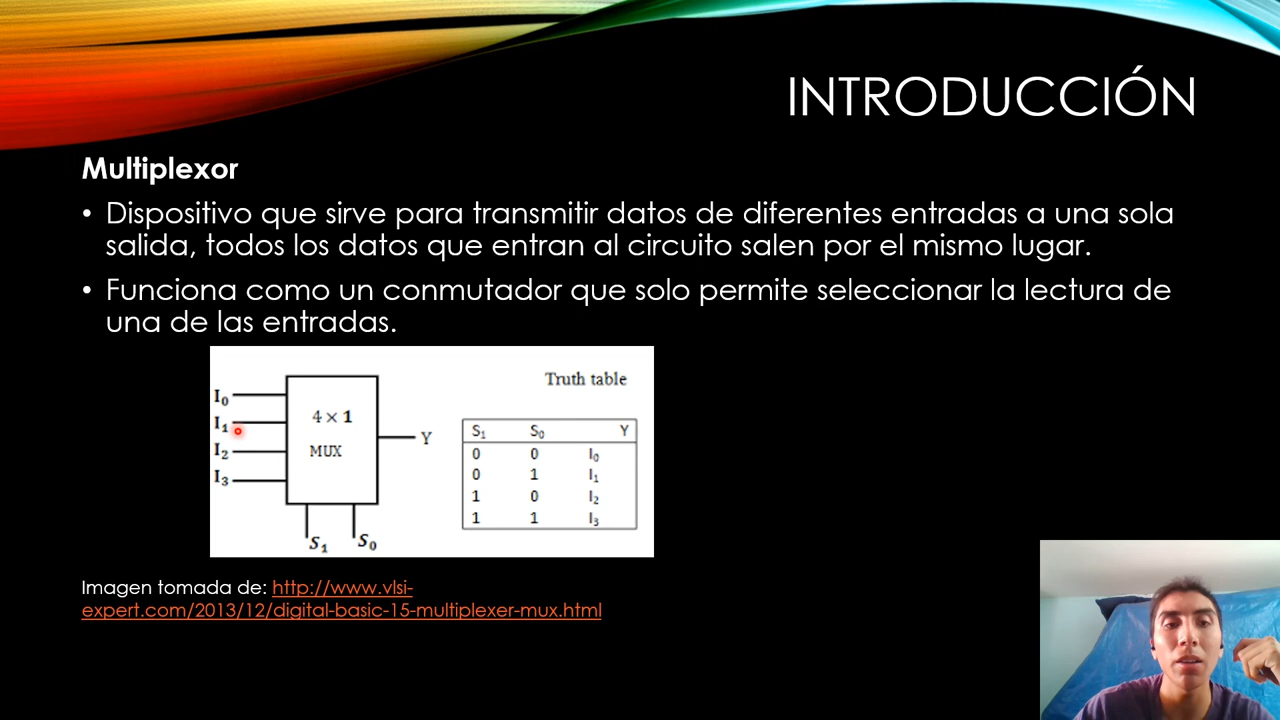 INTRODUCCIÓN
Multiplexor
• Dispositivo que sirve para transmitir datos de diferentes entradas a una sola
salida, todos los datos que entran al circuito salen por el mismo lugar.
• Funciona como un conmutador que solo permite seleccionar la lectura de
una de las entradas.
I₀
I₁
I₂
I₃
4 × 1
MUX
Y
S₁ S₀
Truth table
S₁ S₀ Y
0 0 I₀
0 1 I₁
1 0 I₂
1 1 I₃
Imagen tomada de: http://www.vlsi-
expert.com/2013/12/digital-basic-15-multiplexer-mux.html